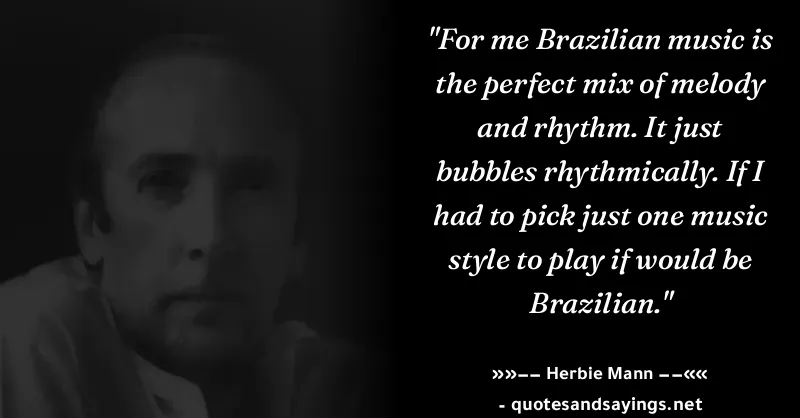 "For me Brazilian music is
the perfect mix of melody
and rhythm. It just
bubbles rhythmically. If I
had to pick just one music
style to play if would be
Brazilian."
»»−− Herbie Mann −−««
- quotesandsayings.net